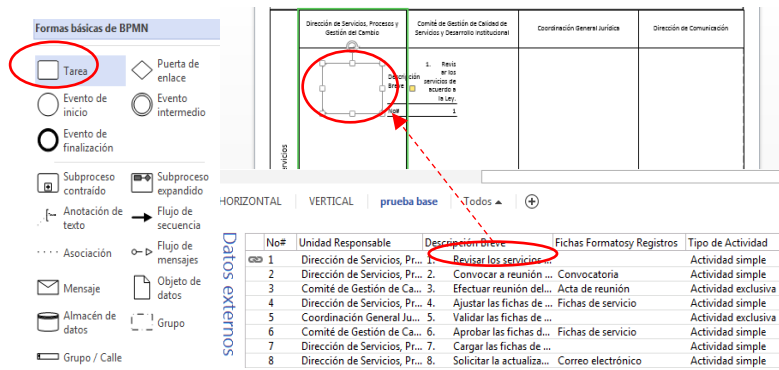 Formas básicas de BPMN
Tarea
Puerta de
enlace
Evento de
inicio
Evento
intermedio
Evento de
finalización
Subproceso
contraído
Subproceso
expandido
Anotación de
texto
Flujo de
secuencia
Asociación
Flujo de
mensajes
Mensaje
Objeto de
datos
Almacén de
datos
Grupo
Grupo / Calle
Dirección de Servicios, Procesos y
Gestión del Cambio
Comité de Gestión de Calidad de
Servicios y Desarrollo Institucional
Coordinación General Jurídica
Dirección de Comunicación
Descripción
Breve
1. Revis
ar los
servicios de
acuerdo a
la Ley.
No# 1
HORIZONTAL VERTICAL prueba base Todos
Datos externos
No# Unidad Responsable Descripción Breve Fichas Formatosy Registros Tipo de Actividad
1 Dirección de Servicios, Pr... 1. Revisar los servicios ... Actividad simple
2 Dirección de Servicios, Pr... 2. Convocar a reunión ... Convocatoria Actividad simple
3 Comité de Gestión de Ca... 3. Efectuar reunión del... Acta de reunión Actividad exclusiva
4 Dirección de Servicios, Pr... 4. Ajustar las fichas de ... Fichas de servicio Actividad simple
5 Coordinación General Ju... 5. Validar las fichas de ... Actividad exclusiva
6 Comité de Gestión de Ca... 6. Aprobar las fichas d... Fichas de servicio Actividad simple
7 Dirección de Servicios, Pr... 7. Cargar las fichas de ... Actividad simple
8 Dirección de Servicios, Pr... 8. Solicitar la actualiza... Correo electrónico Actividad simple